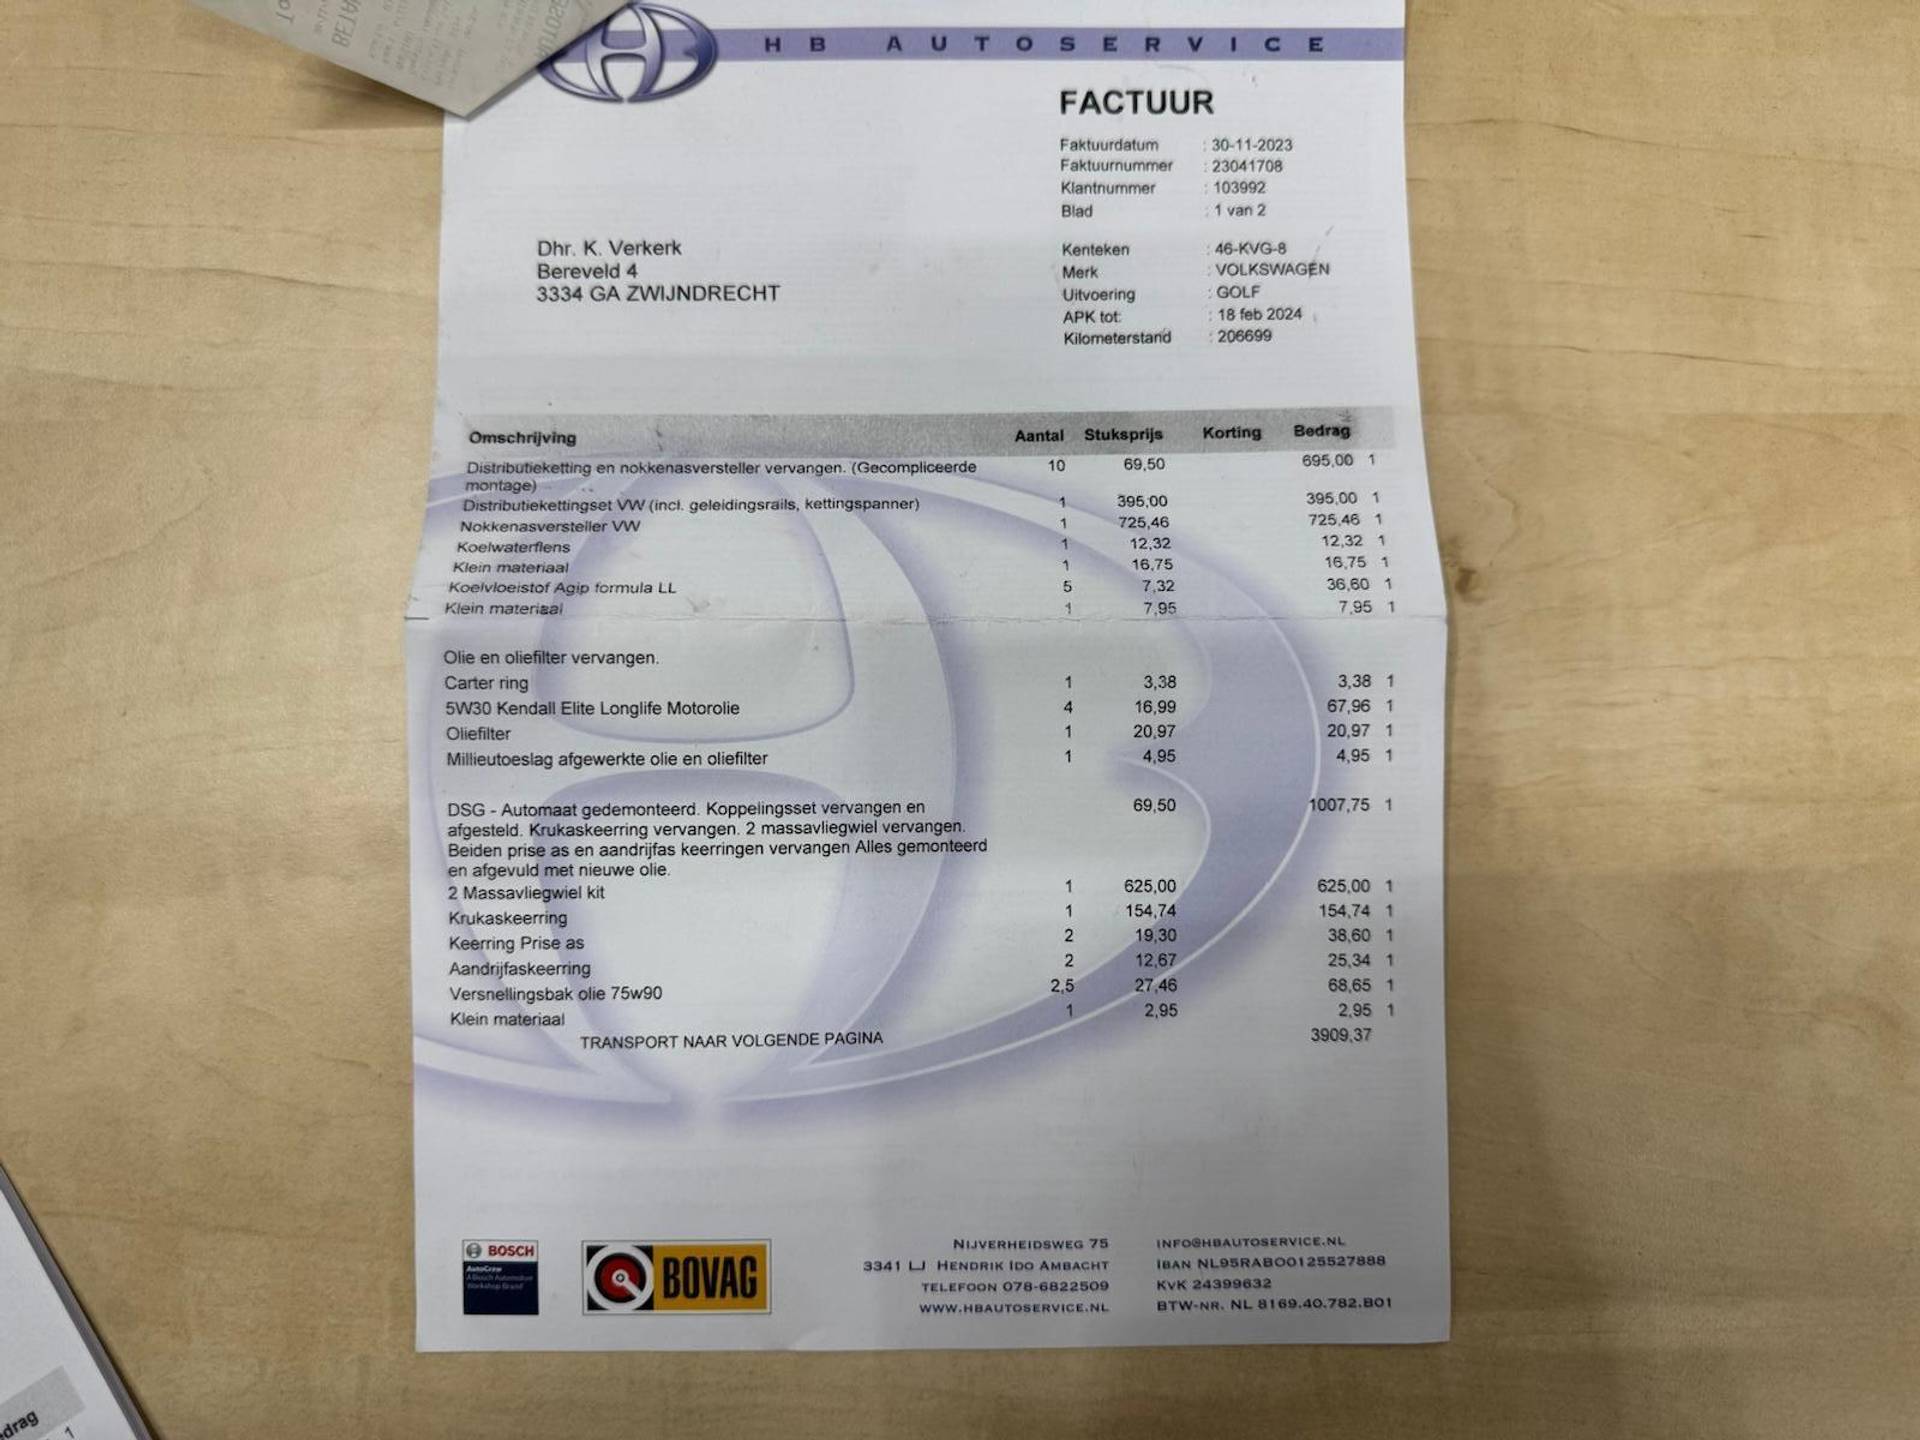 HB AUTOSERVICE
FACTUUR
Faktuurdatum : 30-11-2023
Faktuurnummer : 23041708
Klantnummer : 103992
Blad : 1 van 2
Dhr. K. Verkerk
Bereveld 4
3334 GA ZWIJNDRECHT
Kenteken : 46-KVG-8
Merk : VOLKSWAGEN
Uitvoering : GOLF
APK tot: : 18 feb 2024
Kilometerstand : 206699
Omschrijving Aantal Stuksprijs Korting Bedrag
Distributieketting en nokkenasversteller vervangen. (Gecompliceerde 10 69,50 695,00 1
montage)
Distributiekettingset VW (incl. geleidingsrails, kettingspanner) 1 395,00 395,00 1
Nokkenasversteller VW 1 725,46 725,46 1
Koelwaterflens 1 12,32 12,32 1
Klein materiaal 1 16,75 16,75 1
Koelvloeistof Agip formula LL 5 7,32 36,60 1
Klein materiaal 1 7,95 7,95 1
Olie en oliefilter vervangen.
Carter ring 1 3,38 3,38 1
5W30 Kendall Elite Longlife Motorolie 4 16,99 67,96 1
Oliefilter 1 20,97 20,97 1
Millieutoeslag afgewerkte olie en oliefilter 1 4,95 4,95 1
DSG - Automaat gedemonteerd. Koppelingsset vervangen en 69,50 1007,75 1
afgesteld. Krukaskeerring vervangen. 2 massavliegwiel vervangen.
Beiden prise as en aandrijfas keerringen vervangen Alles gemonteerd
en afgevuld met nieuwe olie.
2 Massavliegwiel kit 1 625,00 625,00 1
Krukaskeerring 1 154,74 154,74 1
Keerring Prise as 2 19,30 38,60 1
Aandrijfaskeerring 2 12,67 25,34 1
Versnellingsbak olie 75w90 2,5 27,46 68,65 1
Klein materiaal 1 2,95 2,95 1
TRANSPORT NAAR VOLGENDE PAGINA 3909,37
BOSCH
AutoCrew
A Bosch Automotive
Workshop Brand
BOVAG
NIJVERHEIDSWEG 75
3341 LJ HENDRIK IDO AMBACHT
TELEFOON 078-6822509
WWW.HBAUTOSERVICE.NL
INFO@HBAUTOSERVICE.NL
IBAN NL95RABO0125527888
KVK 24399632
BTW-NR. NL 8169.40.782.B01
edrag
1